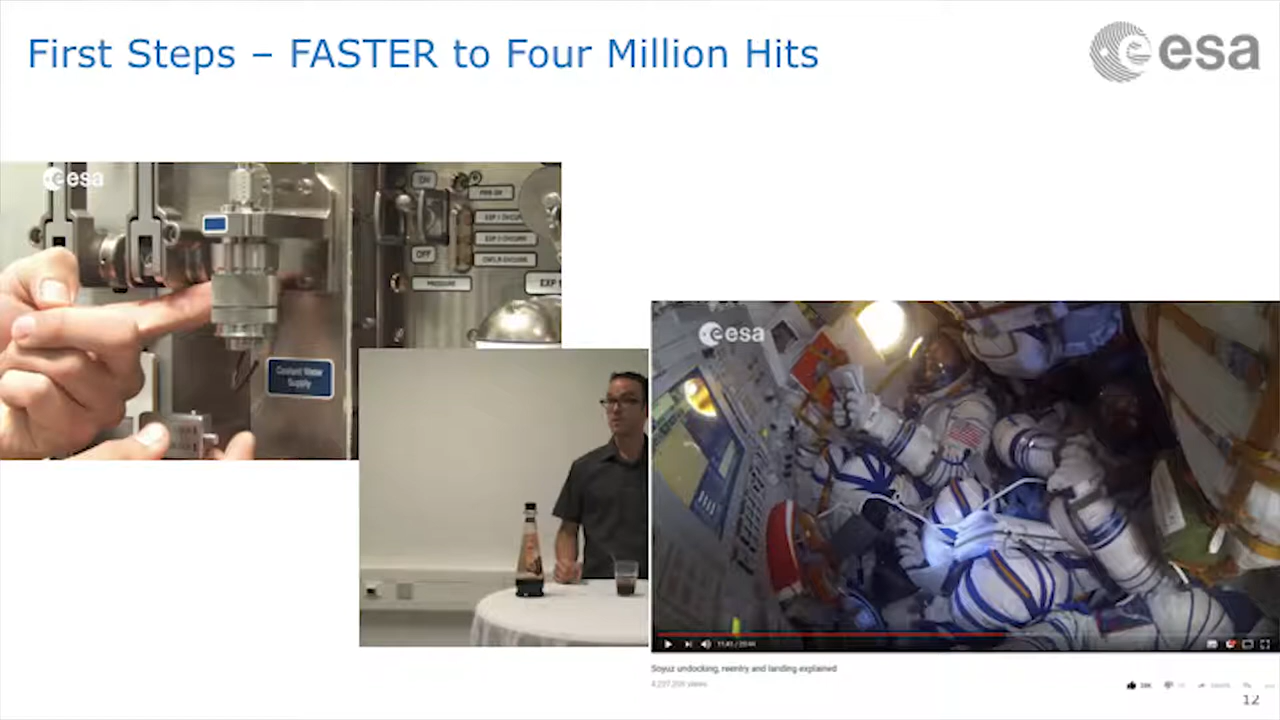 First Steps – FASTER to Four Million Hits
esa
esa
ON
OFF
PRESSURE
EXP
Coolant Water
Supply
esa
Soyuz undocking, reentry and landing explained
12